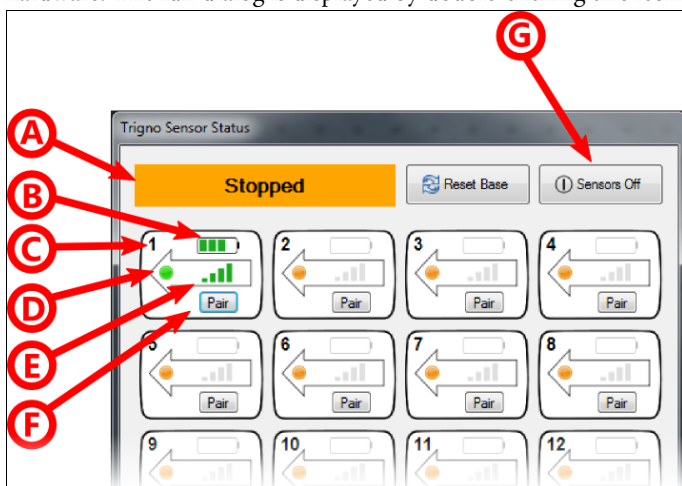 G
A
Trigno Sensor Status
Stopped
Reset Base
Sensors Off
B
C
1
2
3
4
D
Pair
Pair
Pair
Pair
E
5
6
7
8
F
Pair
Pair
Pair
Pair
9
10
11
12